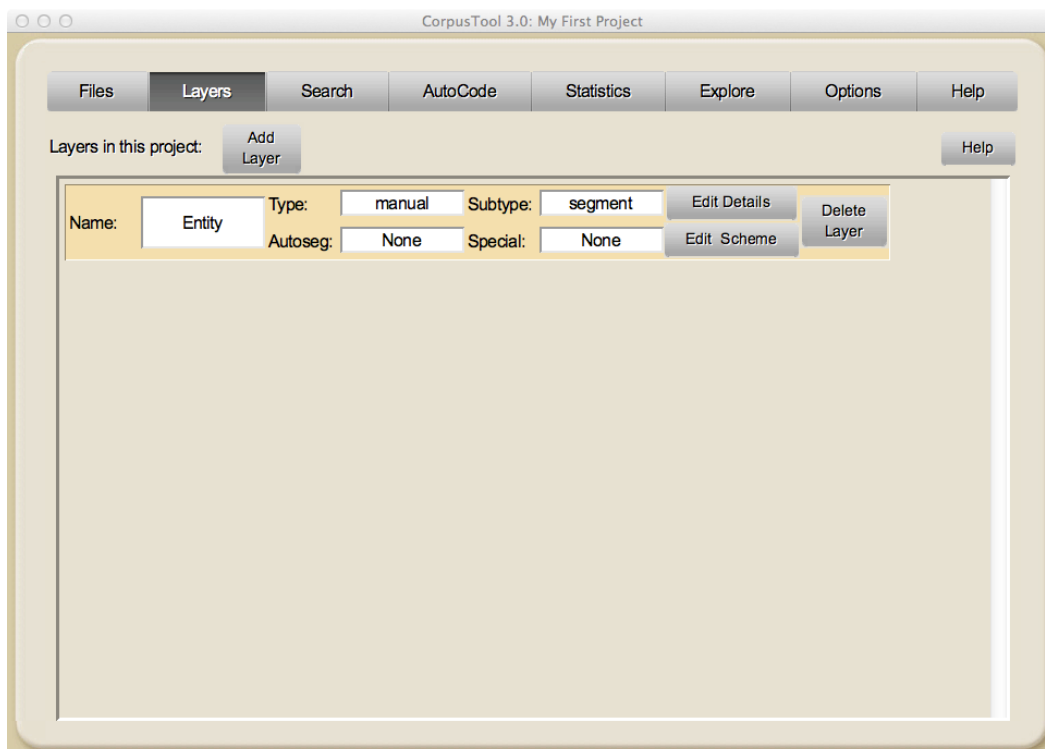 CorpusTool 3.0: My First Project
Files Layers Search AutoCode Statistics Explore Options Help
Layers in this project: Add Layer Help
Name: Entity Type: manual Subtype: segment Edit Details Delete Layer
Autoseg: None Special: None Edit Scheme